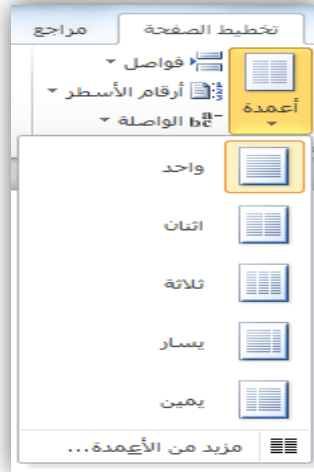 تخطيط الصفحة مراجع
أعمدة
فواصل
أرقام الأسطر
الواصلة
واحد
اثنان
ثلاثة
يسار
يمين
مزيد من الأعمدة...